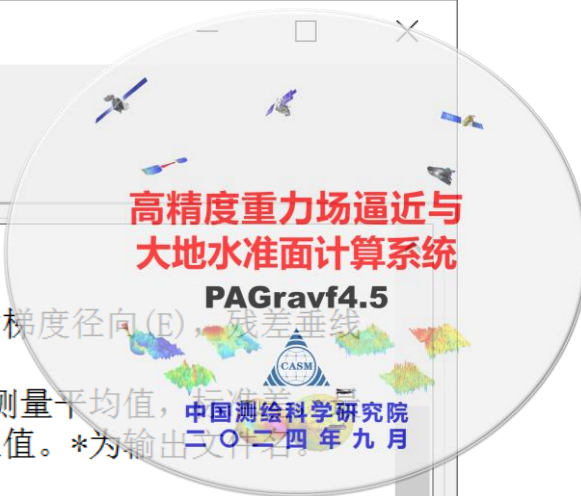 高精度重力场逼近与
大地水准面计算系统
PAGravf4.5
梯度径向(E),残差垂线
CASM
测量平均值,标准差、最
值。*为输出文件名。
中国测绘科学研究院
二〇二四年九月